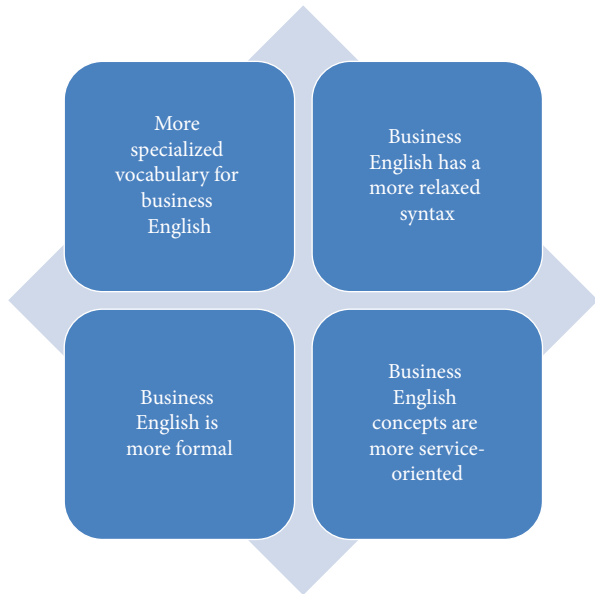 More
specialized
vocabulary for
business
English
Business
English has a
more relaxed
syntax
Business
English is
more formal
Business
English
concepts are
more service-
oriented